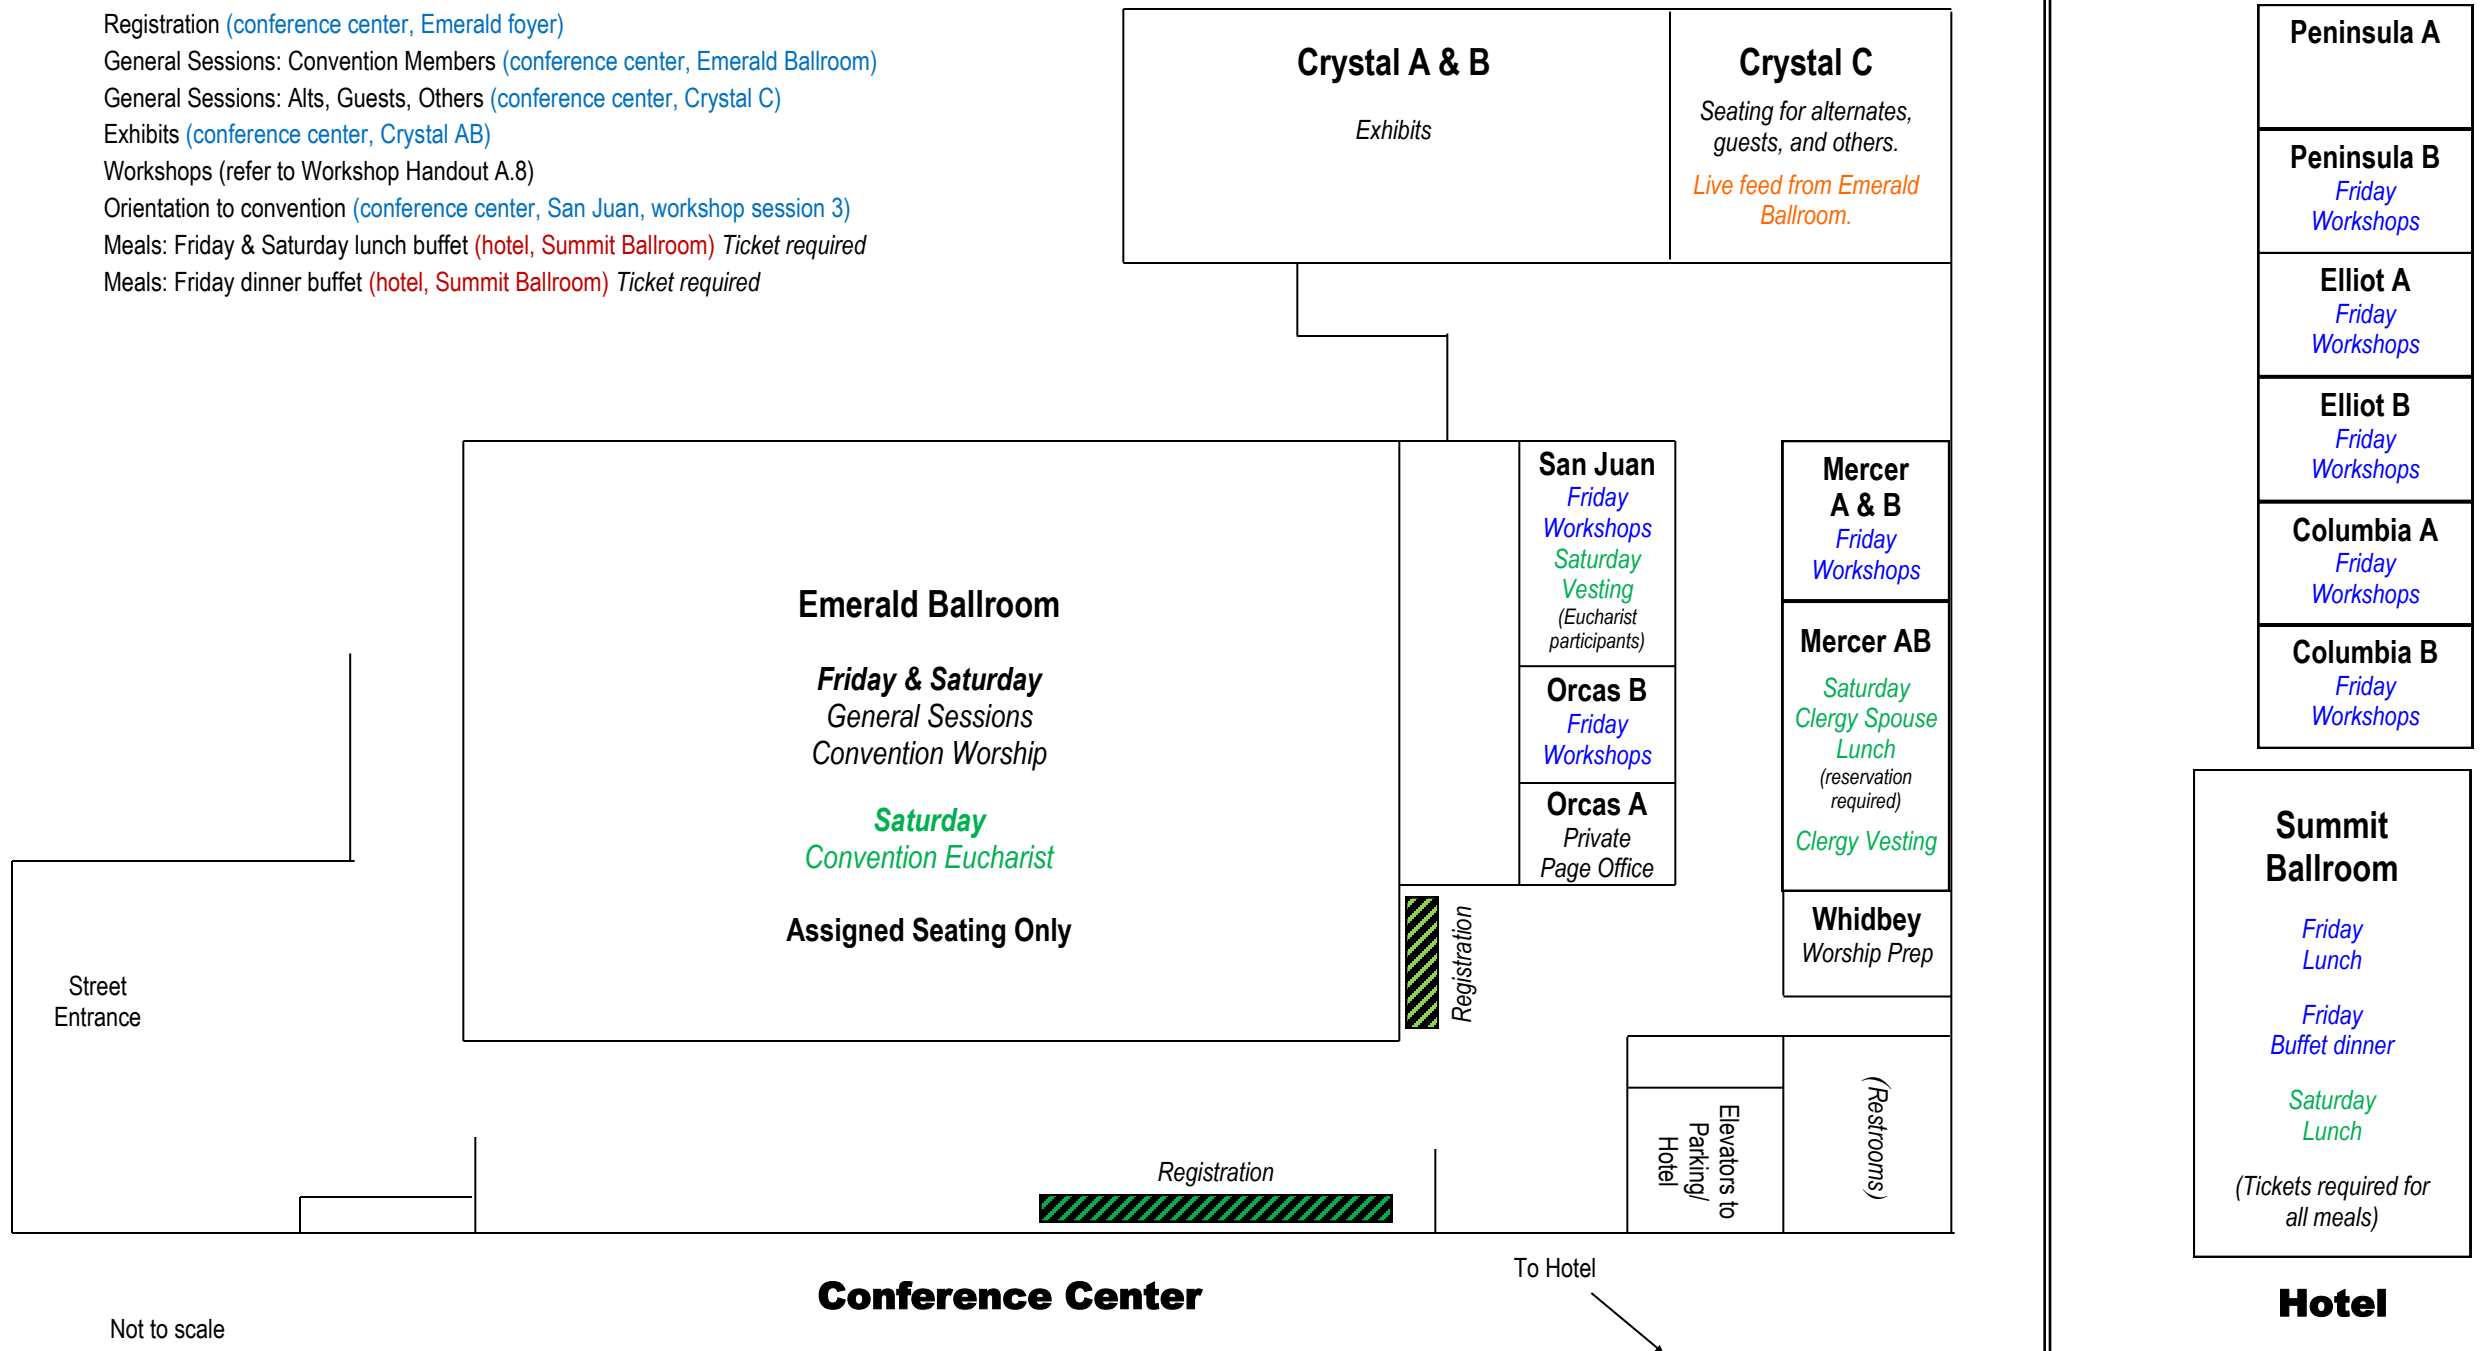 Registration (conference center, Emerald foyer)
General Sessions: Convention Members (conference center, Emerald Ballroom)
General Sessions: Alts, Guests, Others (conference center, Crystal C)
Exhibits (conference center, Crystal AB)
Workshops (refer to Workshop Handout A.8)
Orientation to convention (conference center, San Juan, workshop session 3)
Meals: Friday & Saturday lunch buffet (hotel, Summit Ballroom) Ticket required
Meals: Friday dinner buffet (hotel, Summit Ballroom) Ticket required
Crystal A & B
Exhibits
Crystal C
Seating for alternates,
guests, and others.
Live feed from Emerald
Ballroom.
Emerald Ballroom
Friday & Saturday
General Sessions
Convention Worship
Saturday
Convention Eucharist
Assigned Seating Only
San Juan
Friday
Workshops
Saturday
Vesting
(Eucharist
participants)
Orcas B
Friday
Workshops
Orcas A
Private
Page Office
Mercer
A & B
Friday
Workshops
Mercer AB
Saturday
Clergy Spouse
Lunch
(reservation
required)
Clergy Vesting
Whidbey
Worship Prep
Registration
Street
Entrance
Registration
Elevators to
Parking/
Hotel
(Restrooms)
To Hotel
Conference Center
Not to scale
Peninsula A
Peninsula B
Friday
Workshops
Elliot A
Friday
Workshops
Elliot B
Friday
Workshops
Columbia A
Friday
Workshops
Columbia B
Friday
Workshops
Summit
Ballroom
Friday
Lunch
Friday
Buffet dinner
Saturday
Lunch
(Tickets required for
all meals)
Hotel